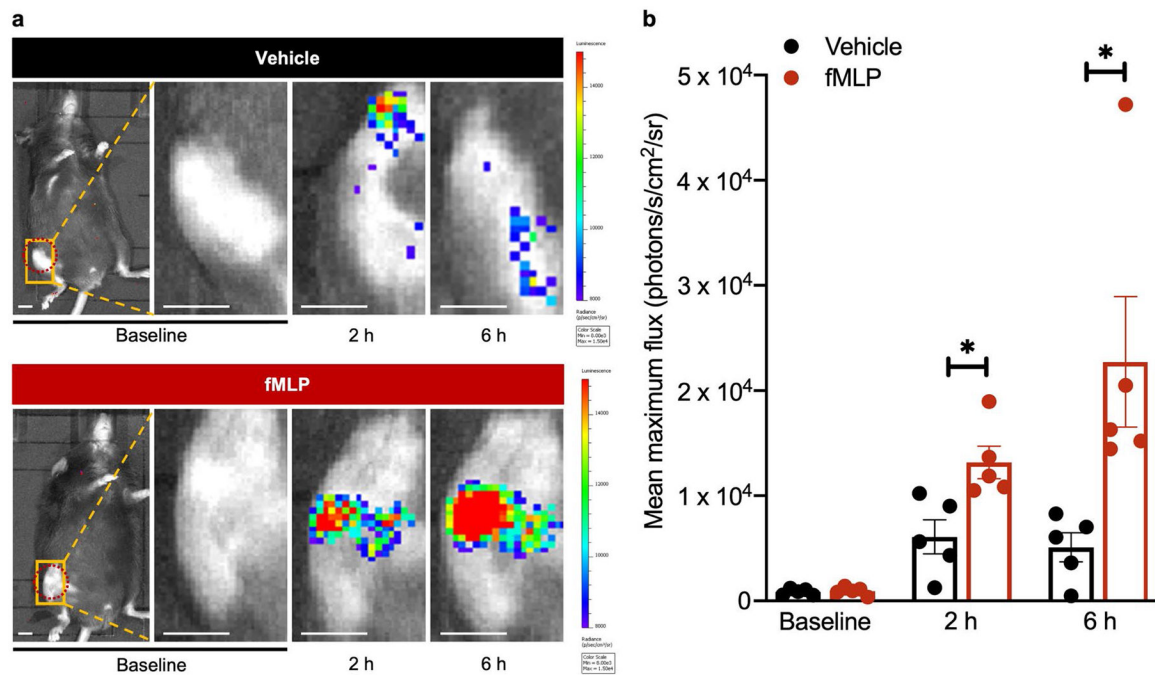 a
Vehicle
Luminescence
14000
12000
10000
8000
Radiance
(p/sec/cm²/sr)
Color Scale
Max = 1.50e4
Baseline
2 h
6 h
fMLP
Luminescence
14000
12000
10000
8000
Radiance
(p/sec/cm²/sr)
Color Scale
Min = 8.00e3
Max = 1.50e4
Baseline
2 h
6 h
b
Vehicle
fMLP
Mean maximum flux (photons/s/cm²/sr)
5 x 10⁴
4 x 10⁴
3 x 10⁴
2 x 10⁴
1 x 10⁴
0
*
*
Baseline
2 h
6 h